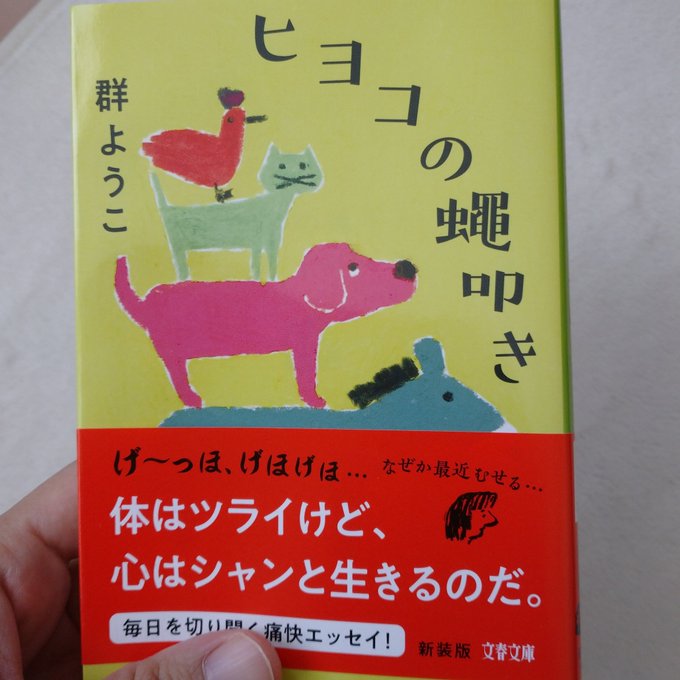 ヒヨコの蠅叩き
群ようこ
げ〜っほ、げほげほ… なぜか最近むせる…
体はツライけど、
心はシャンと生きるのだ。
毎日を切り開く痛快エッセイ!
新装版 文春文庫